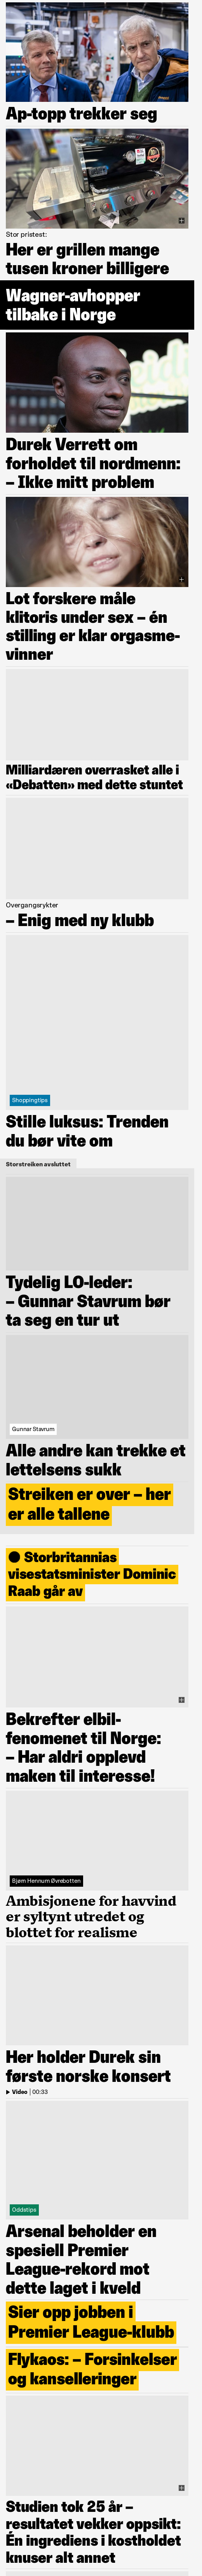 Ap-topp trekker seg
Stor pristest:
Her er grillen mange
tusen kroner billigere
Wagner-avhopper
tilbake i Norge
Durek Verrett om
forholdet til nordmenn:
– Ikke mitt problem
Lot forskere måle
klitoris under sex – én
stilling er klar orgasme-
vinner
Milliardæren overrasket alle i
«Debatten» med dette stuntet
Overgangsrykter
– Enig med ny klubb
Shoppingtips
Stille luksus: Trenden
du bør vite om
Storstreiken avsluttet
Tydelig LO-leder:
– Gunnar Stavrum bør
ta seg en tur ut
Gunnar Stavrum
Alle andre kan trekke et
lettelsens sukk
Streiken er over – her
er alle tallene
Storbritannias
visestatsminister Dominic
Raab går av
Bekrefter elbil-
fenomenet til Norge:
– Har aldri opplevd
maken til interesse!
Bjørn Hennum Øvrebotten
Ambisjonene for havvind
er syltynt utredet og
blottet for realisme
Her holder Durek sin
første norske konsert
Video | 00:33
Oddstips
Arsenal beholder en
spesiell Premier
League-rekord mot
dette laget i kveld
Sier opp jobben i
Premier League-klubb
Flykaos: – Forsinkelser
og kanselleringer
Studien tok 25 år –
resultatet vekker oppsikt:
Én ingrediens i kostholdet
knuser alt annet